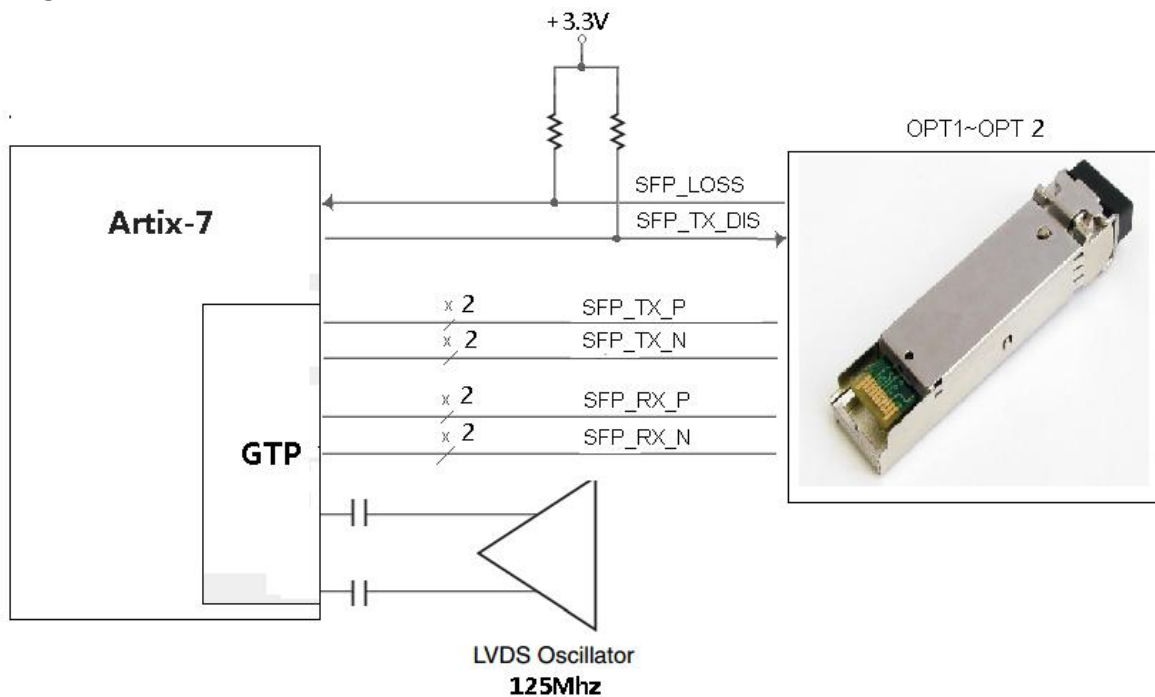 +3.3V
OPT1~OPT 2
SFP_LOSS
Artix-7
SFP_TX_DIS
x 2 SFP_TX_P
x 2 SFP_TX_N
x 2 SFP_RX_P
x 2 SFP_RX_N
GTP
LVDS Oscillator
125Mhz